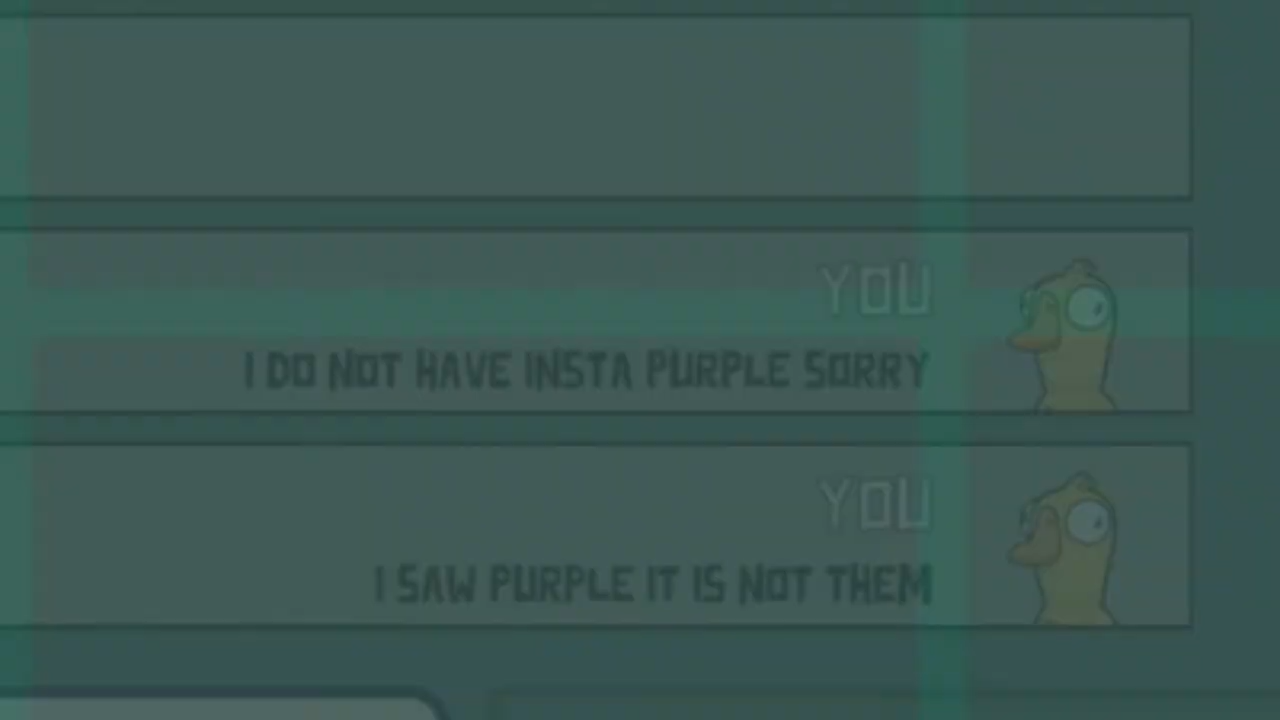 YOU
I DO NOT HAVE INSTA PURPLE SORRY
YOU
I SAW PURPLE IT IS NOT THEM